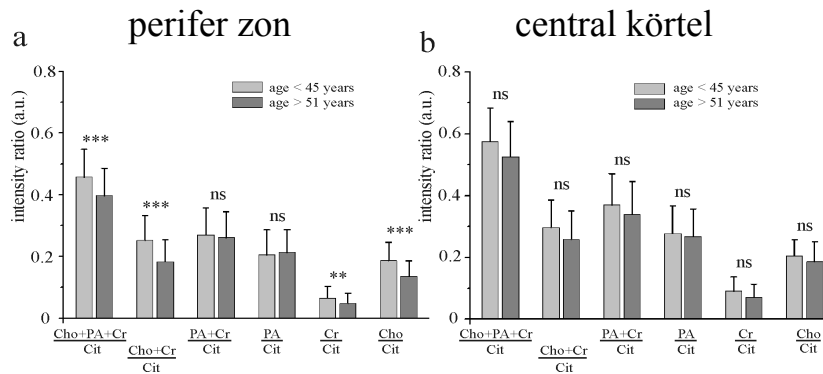 perifer zon
central körtel
a
0.8
0.6
0.4
0.2
0
intensity ratio (a.u.)
age < 45 years
age > 51 years
***
***
ns
ns
**
***
Cho+PA+Cr
Cit
Cho+Cr
Cit
PA+Cr
Cit
PA
Cit
Cr
Cit
Cho
Cit
b
0.8
0.6
0.4
0.2
0
intensity ratio (a.u.)
age < 45 years
age > 51 years
ns
ns
ns
ns
ns
ns
Cho+PA+Cr
Cit
Cho+Cr
Cit
PA+Cr
Cit
PA
Cit
Cr
Cit
Cho
Cit